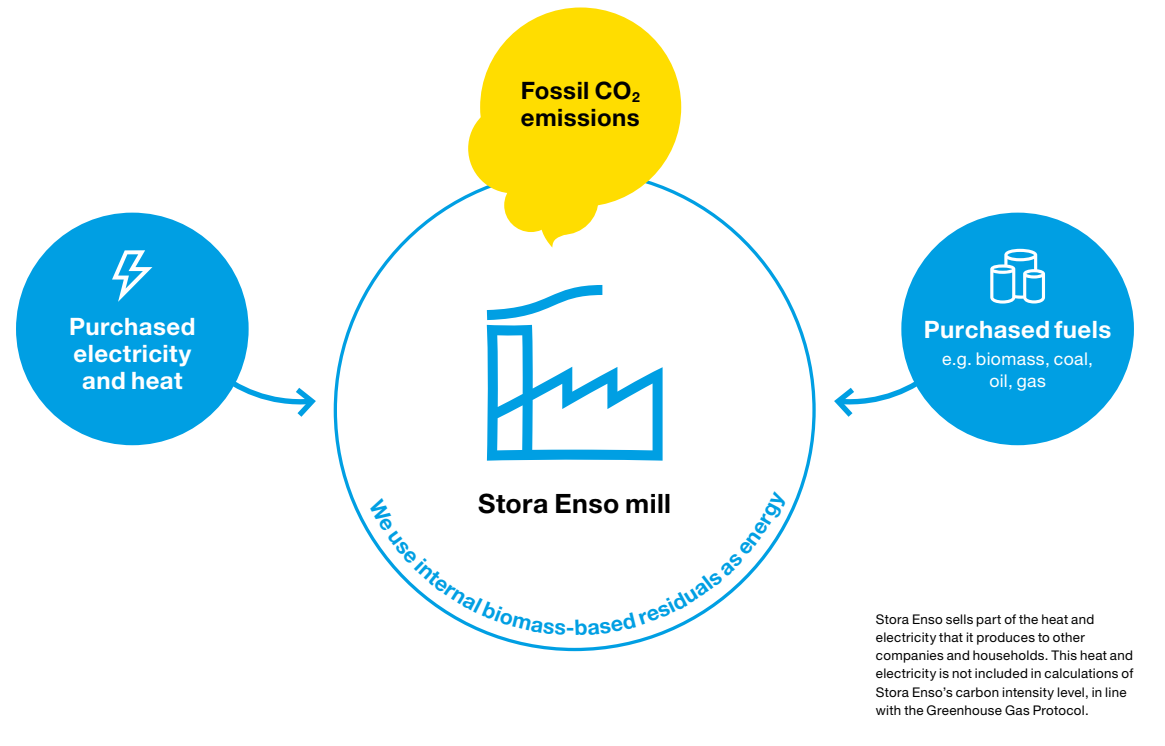 Fossil CO₂
emissions
Purchased
electricity
and heat
Purchased fuels
e.g. biomass, coal,
oil, gas
Stora Enso mill
We use internal biomass-based residuals as energy
Stora Enso sells part of the heat and
electricity that it produces to other
companies and households. This heat and
electricity is not included in calculations of
Stora Enso’s carbon intensity level, in line
with the Greenhouse Gas Protocol.